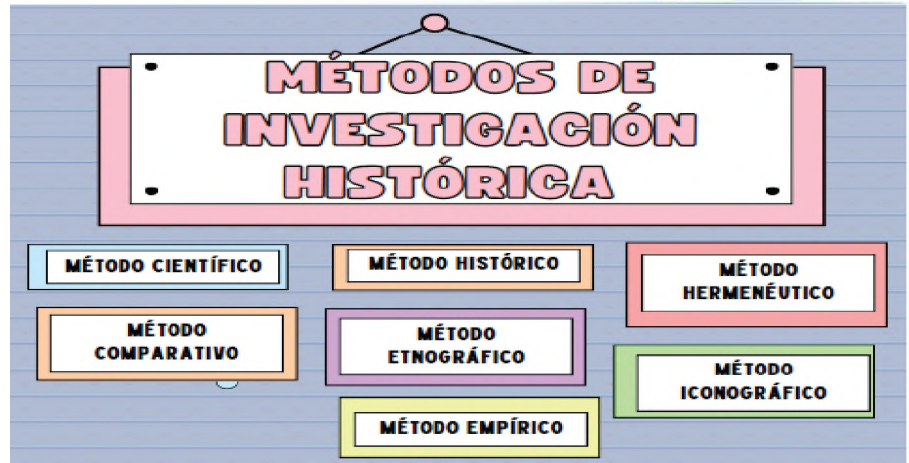 MÉTODOS DE
INVESTIGACIÓN
HISTÓRICA
MÉTODO CIENTÍFICO
MÉTODO HISTÓRICO
MÉTODO
HERMENÉUTICO
MÉTODO
COMPARATIVO
MÉTODO
ETNOGRÁFICO
MÉTODO
ICONOGRÁFICO
MÉTODO EMPÍRICO